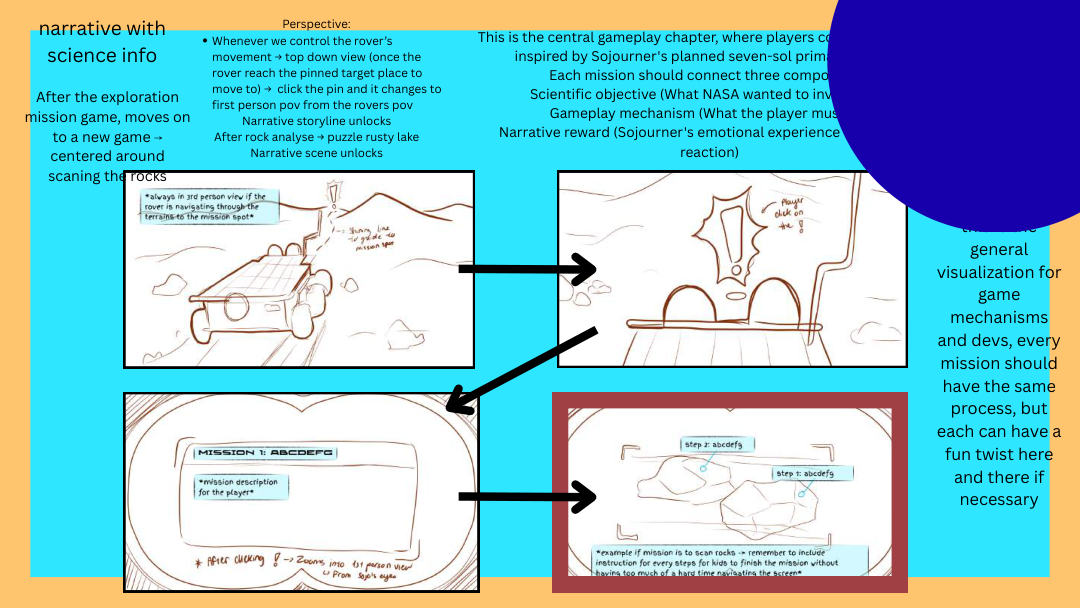 narrative with
science info
After the exploration
mission game, moves on
to a new game →
centered around
scaning the rocks
Perspective:
• Whenever we control the rover's
movement → top down view (once the
rover reach the pinned target place to
move to) → click the pin and it changes to
first person pov from the rovers pov
Narrative storyline unlocks
After rock analyse → puzzle rusty lake
Narrative scene unlocks
This is the central gameplay chapter, where players
inspired by Sojourner's planned seven-sol
Each mission should connect three
Scientific objective (What NASA wanted to
Gameplay mechanism (What the player
Narrative reward (Sojourner's emotional experience
reaction)
*always in 3rd person view if the
rover is navigating through the
terrains to the mission spot*
Shining line
to guide to
mission spot
Player
click on
the !
MISSION 1: ABCDEFG
*mission description
for the player*
* After clicking ! → Zooms into 1st person view
↳ From Sojo's eyes
Step 2: abcdefg
Step 1: abcdefg
*example if mission is to scan rocks -> remember to include
instruction for every steps for kids to finish the mission without
having too much of a hard time navigating the screen*
general
visualization for
game
mechanisms
and devs, every
mission should
have the same
process, but
each can have a
fun twist here
and there if
necessary